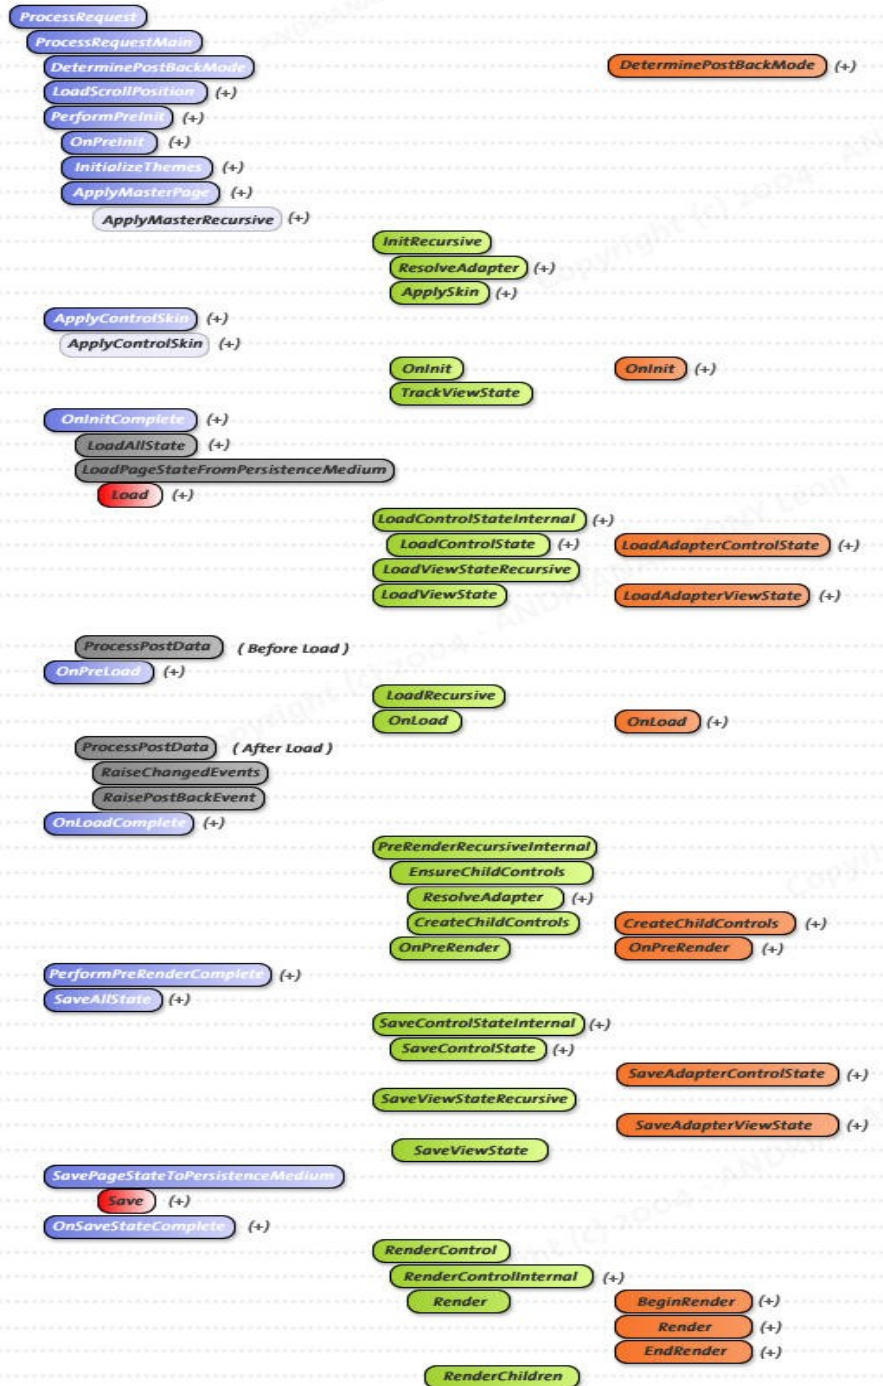 ProcessRequest
ProcessRequestMain
DeterminePostBackMode DeterminePostBackMode (+)
LoadScrollPosition (+)
PerformPreInit (+)
OnPreInit (+)
InitializeThemes (+)
ApplyMasterPage (+)
ApplyMasterRecursive (+)
InitRecursive
ResolveAdapter (+)
ApplySkin (+)
ApplyControlSkin (+)
ApplyControlSkin (+)
OnInit OnInit (+)
TrackViewState
OnInitComplete (+)
LoadAllState (+)
LoadPageStateFromPersistenceMedium
Load (+)
LoadControlStateInternal (+)
LoadControlState (+) LoadAdapterControlState (+)
LoadViewStateRecursive
LoadViewState LoadAdapterViewState (+)
ProcessPostData ( Before Load )
OnPreLoad (+)
LoadRecursive
OnLoad OnLoad (+)
ProcessPostData ( After Load )
RaiseChangedEvents
RaisePostBackEvent
OnLoadComplete (+)
PreRenderRecursiveInternal
EnsureChildControls
ResolveAdapter (+)
CreateChildControls CreateChildControls (+)
OnPreRender OnPreRender (+)
PerformPreRenderComplete (+)
SaveAllState (+)
SaveControlStateInternal (+)
SaveControlState (+)
SaveAdapterControlState (+)
SaveViewStateRecursive
SaveAdapterViewState (+)
SaveViewState
SavePageStateToPersistenceMedium
Save (+)
OnSaveStateComplete (+)
RenderControl
RenderControlInternal (+)
Render BeginRender (+)
Render (+)
EndRender (+)
RenderChildren